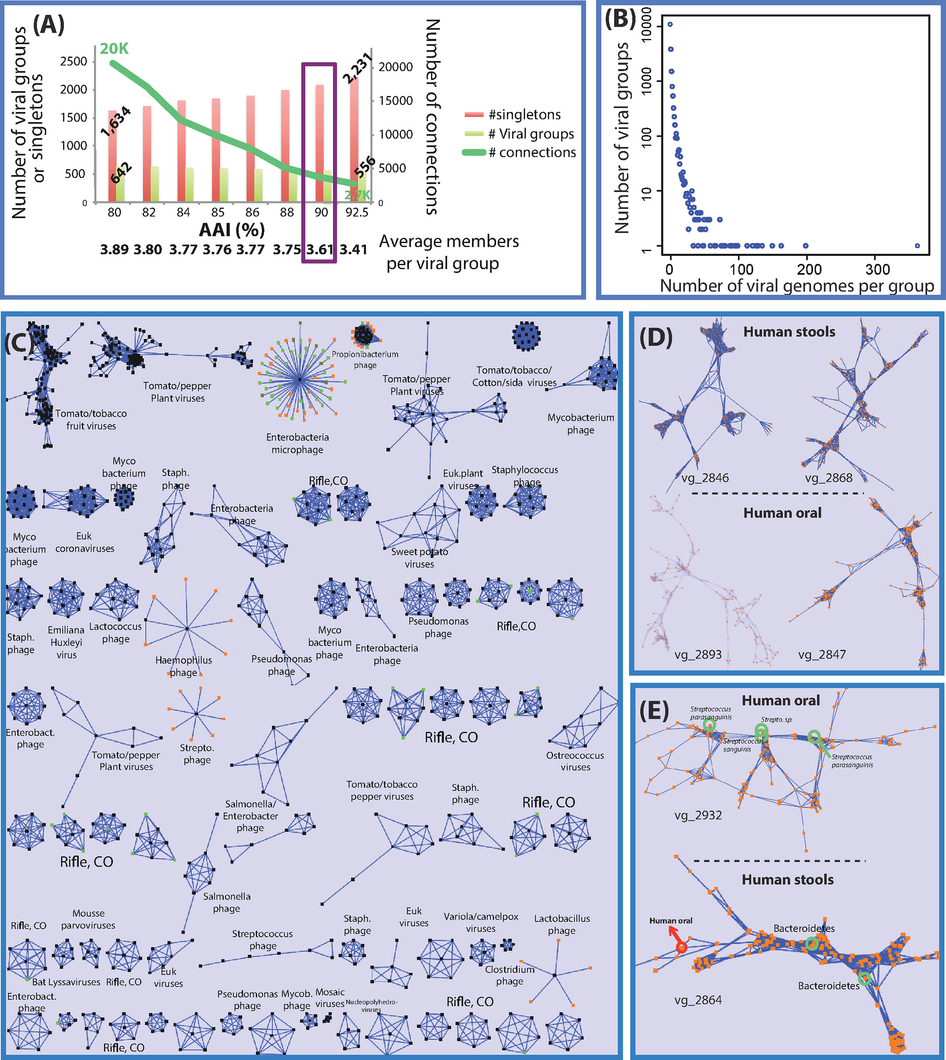 (A)
Number of viral groups
or singletons
Number of connections
20K
2500
2000
1500
1000
500
0
20000
15000
10000
5000
0
1,634
642
2,231
556
2.7K
80 82 84 85 86 88 90 92.5
AAI (%)
3.89 3.80 3.77 3.76 3.77 3.75 3.61 3.41
Average members
per viral group
#singletons
# Viral groups
# connections
(B)
Number of viral groups
10000
1000
100
10
1
0 100 200 300
Number of viral genomes per group
(C)
Tomato/tobacco
fruit viruses
Tomato/pepper
Plant viruses
Enterobacteria
microphage
Propionibacterium
phage
Tomato/pepper
Plant viruses
Tomato/tobacco/
Cotton/sida viruses
Mycobacterium
phage
Myco
bacterium
phage
Euk
coronaviruses
Myco
bacterium
phage
Staph.
phage
Enterobacteria
phage
Rifle,CO
Euk.plant
viruses
Staphylococcus
phage
Sweet potato
viruses
Staph.
phage
Emiliana
Huxleyi
virus
Lactococcus
phage
Haemophilus
phage
Pseudomonas
phage
Myco
bacterium
phage
Enterobacteria
phage
Pseudomonas
phage
Rifle,CO
Enterobact.
phage
Tomato/pepper
Plant viruses
Strepto.
phage
Rifle, CO
Ostreococcus
viruses
Rifle, CO
Salmonella/
Enterobacter
phage
Salmonella
phage
Tomato/tobacco
pepper viruses
Staph.
phage
Rifle, CO
Rifle, CO
Mousse
parvoviruses
Bat Lyssaviruses
Rifle, CO
Euk
viruses
Streptococcus
phage
Staph.
phage
Euk
viruses
Variola/camelpox
viruses
Clostridium
phage
Lactobacillus
phage
Enterobact.
phage
Rifle, CO
Pseudomonas
phage
Mycob.
phage
Mosaic
viruses
Nucleopolyhedro-
viruses
Rifle, CO
(D)
Human stools
vg_2846
vg_2868
Human oral
vg_2893
vg_2847
(E)
Human oral
Streptococcus
parasanguinis
Streptococcus
sanguinis
Strepto. sp.
Streptococcus
parasanguinis
vg_2932
Human stools
Human oral
Bacteroidetes
Bacteroidetes
vg_2864